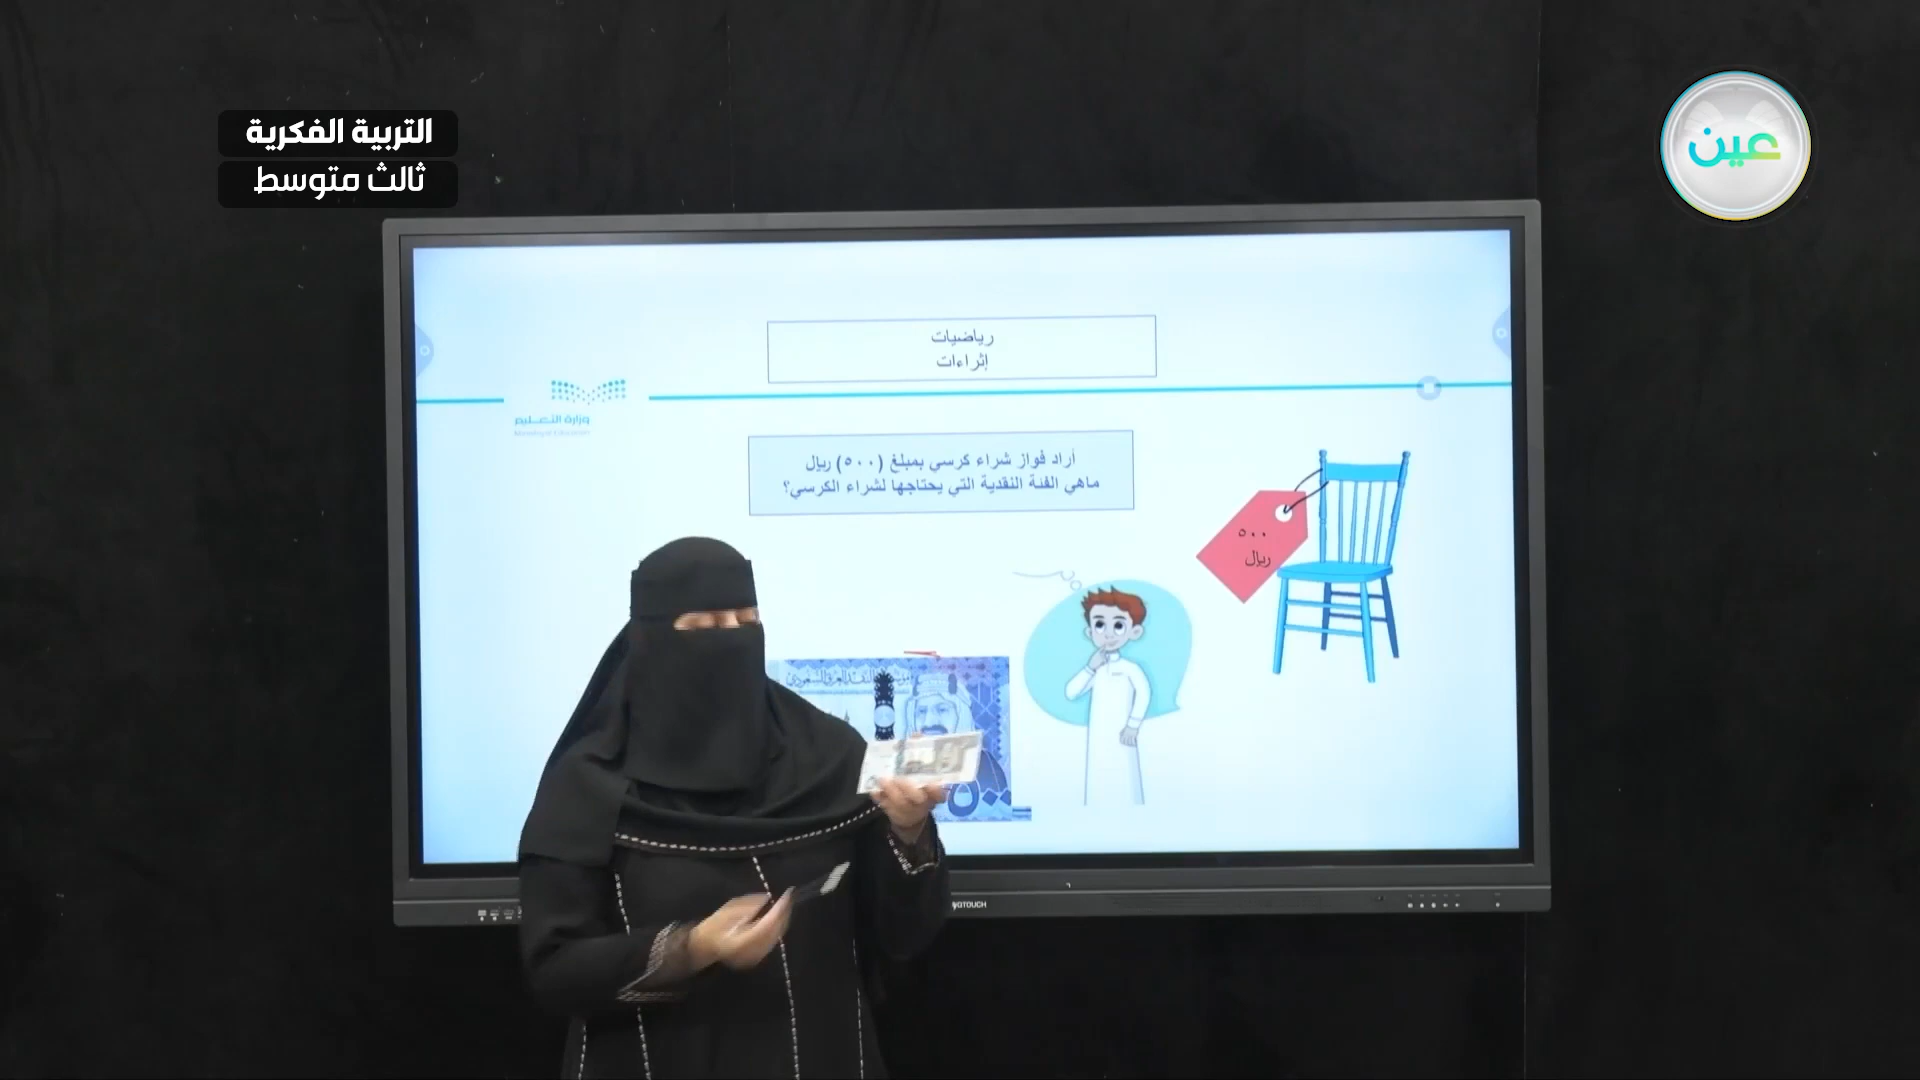 التربية الفكرية
ثالث متوسط
عين
رياضيات
إثراءات
وزارة التعليم
أراد فواز شراء كرسي بمبلغ (٥٠٠) ريال
ماهي الفئة النقدية التي يحتاجها لشراء الكرسي؟
٥٠٠
ريال